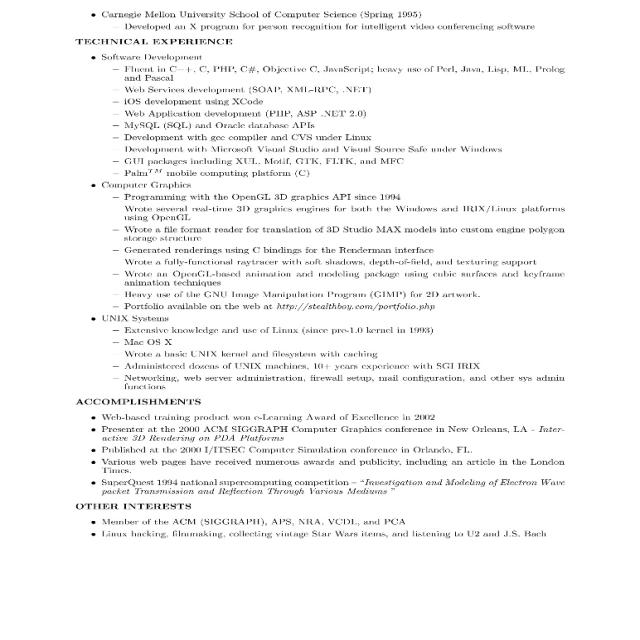 • Carnegie Mellon University School of Computer Science (Spring 1995)
– Developed an X program for person recognition for intelligent video conferencing software
TECHNICAL EXPERIENCE
• Software Development
– Fluent in C++, C, PHP, C#, Objective C, JavaScript; heavy use of Perl, Java, Lisp, ML, Prolog
and Pascal
– Web Services development (SOAP, XML-RPC, .NET)
– iOS development using XCode
– Web Application development (PHP, ASP .NET 2.0)
– MySQL (SQL) and Oracle database APIs
– Development with gcc compiler and CVS under Linux
– Development with Microsoft Visual Studio and Visual Source Safe under Windows
– GUI packages including XUL, Motif, GTK, FLTK, and MFC
– Palm™ mobile computing platform (C)
• Computer Graphics
– Programming with the OpenGL 3D graphics API since 1994
– Wrote several real-time 3D graphics engines for both the Windows and IRIX/Linux platforms
using OpenGL
– Wrote a file format reader for translation of 3D Studio MAX models into custom engine polygon
storage structure
– Generated renderings using C bindings for the Renderman interface
– Wrote a fully-functional raytracer with soft shadows, depth-of-field, and texturing support
– Wrote an OpenGL-based animation and modeling package using cubic surfaces and keyframe
animation techniques
– Heavy use of the GNU Image Manipulation Program (GIMP) for 2D artwork.
– Portfolio available on the web at http://stealthboy.com/portfolio.php
• UNIX Systems
– Extensive knowledge and use of Linux (since pre-1.0 kernel in 1993)
– Mac OS X
– Wrote a basic UNIX kernel and filesystem with caching
– Administered dozens of UNIX machines, 10+ years experience with SGI IRIX
– Networking, web server administration, firewall setup, mail configuration, and other sys admin
functions
ACCOMPLISHMENTS
• Web-based training product won e-Learning Award of Excellence in 2002
• Presenter at the 2000 ACM SIGGRAPH Computer Graphics conference in New Orleans, LA - Inter-
active 3D Rendering on PDA Platforms
• Published at the 2000 I/ITSEC Computer Simulation conference in Orlando, FL.
• Various web pages have received numerous awards and publicity, including an article in the London
Times.
• SuperQuest 1994 national supercomputing competition – “Investigation and Modeling of Electron Wave
packet Transmission and Reflection Through Various Mediums ”
OTHER INTERESTS
• Member of the ACM (SIGGRAPH), APS, NRA, VCDL, and PCA
• Linux hacking, filmmaking, collecting vintage Star Wars items, and listening to U2 and J.S. Bach